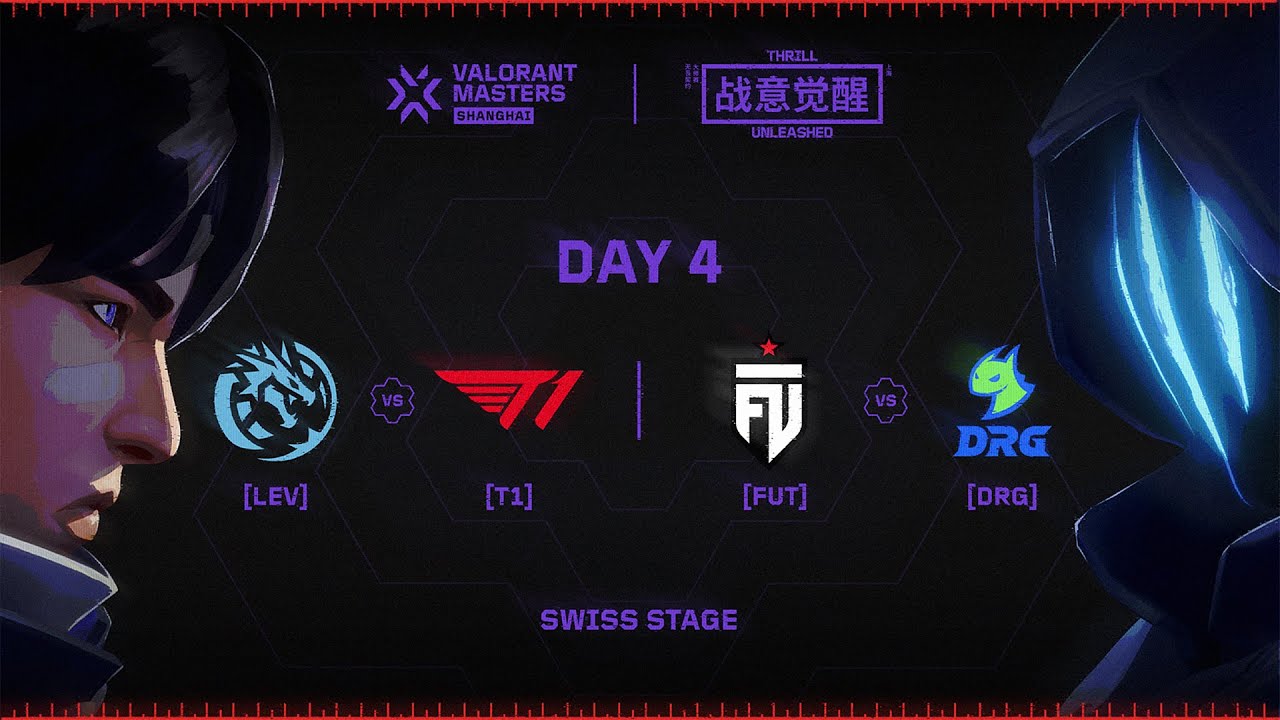 VALORANT
MASTERS
SHANGHAI
THRILL
战意觉醒
UNLEASHED
DAY 4
VS
T1
FUT
VS
DRG
[LEV]
[T1]
[FUT]
[DRG]
SWISS STAGE